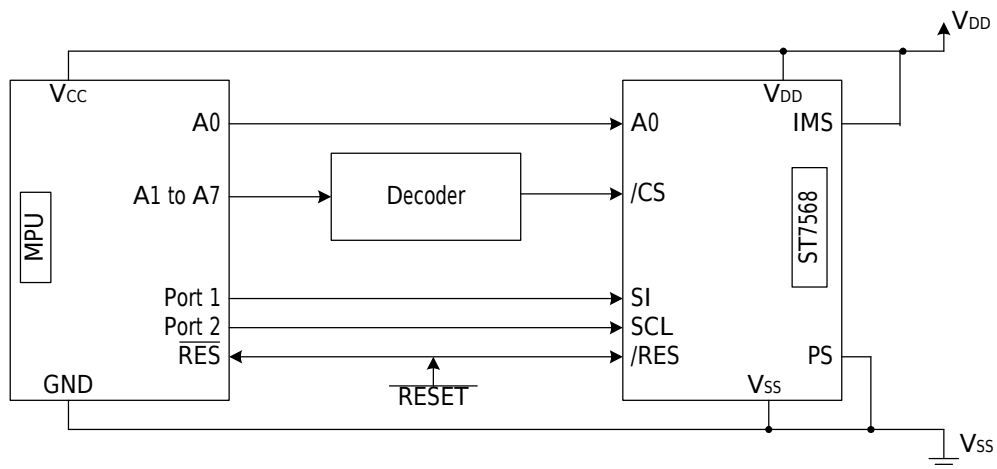 VDD
VCC
VDD
A0
A0
IMS
A1 to A7
Decoder
/CS
MPU
ST7568
Port 1
SI
Port 2
SCL
RES
/RES
PS
GND
RESET
VSS
VSS